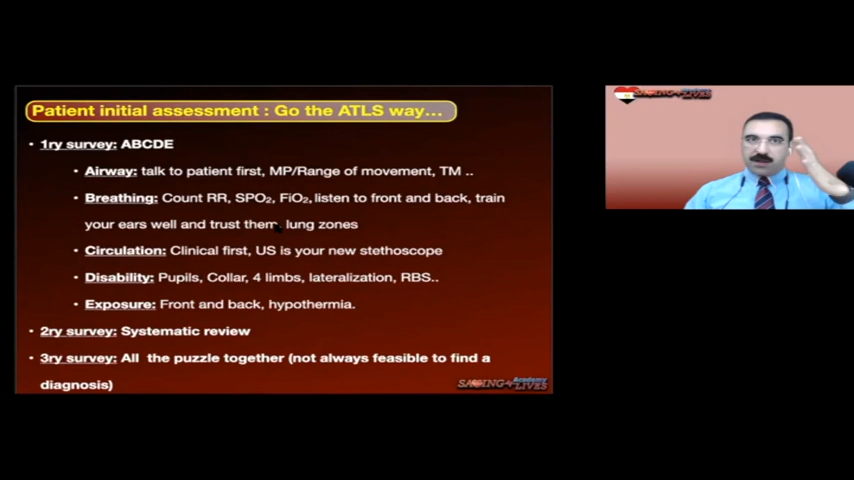 Patient initial assessment : Go the ATLS way...
• 1ry survey: ABCDE
• Airway: talk to patient first, MP/Range of movement, TM ..
• Breathing: Count RR, SPO₂, FiO₂, listen to front and back, train
your ears well and trust them, lung zones
• Circulation: Clinical first, US is your new stethoscope
• Disability: Pupils, Collar, 4 limbs, lateralization, RBS..
• Exposure: Front and back, hypothermia.
• 2ry survey: Systematic review
• 3ry survey: All the puzzle together (not always feasible to find a
diagnosis)
SAVING LIVES
Academy